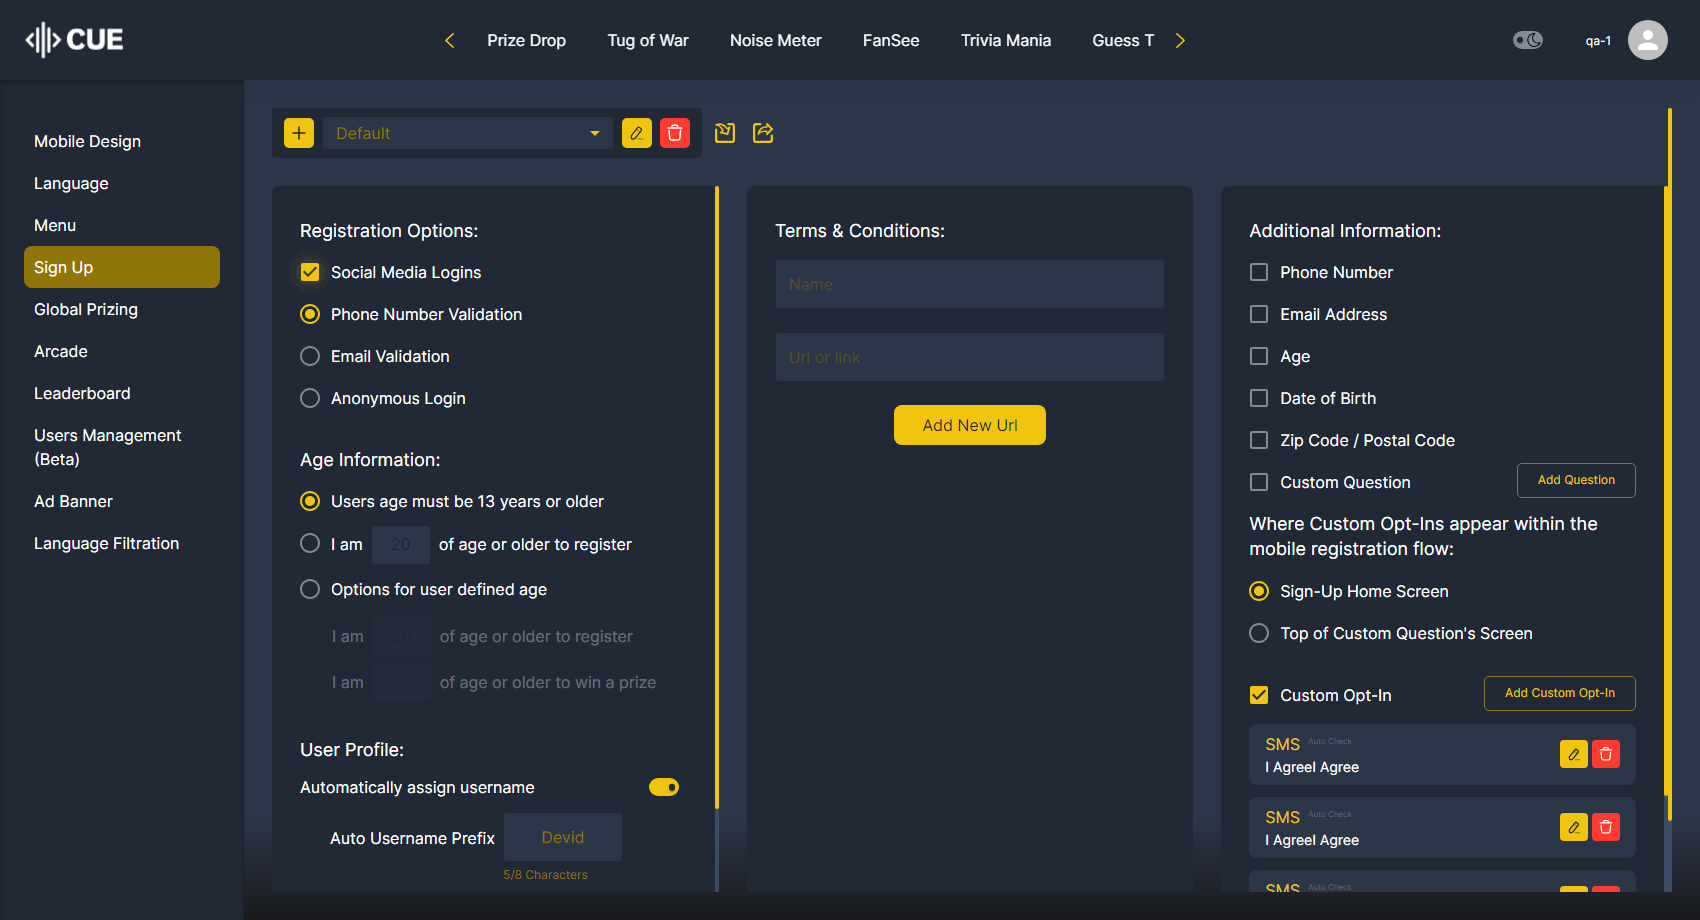 CUE
Prize Drop
Tug of War
Noise Meter
FanSee
Trivia Mania
Guess T
qa-1
Mobile Design
Language
Menu
Sign Up
Global Prizing
Arcade
Leaderboard
Users Management
(Beta)
Ad Banner
Language Filtration
Default
Registration Options:
Social Media Logins
Phone Number Validation
Email Validation
Anonymous Login
Age Information:
Users age must be 13 years or older
I am 20 of age or older to register
Options for user defined age
I am 20 of age or older to register
I am of age or older to win a prize
User Profile:
Automatically assign username
Auto Username Prefix Devid
5/8 Characters
Terms & Conditions:
Name
Url or link
Add New Url
Additional Information:
Phone Number
Email Address
Age
Date of Birth
Zip Code / Postal Code
Custom Question Add Question
Where Custom Opt-Ins appear within the
mobile registration flow:
Sign-Up Home Screen
Top of Custom Question's Screen
Custom Opt-In Add Custom Opt-In
SMS Auto Check
I AgreeI Agree
SMS Auto Check
I AgreeI Agree
SMS Auto Check